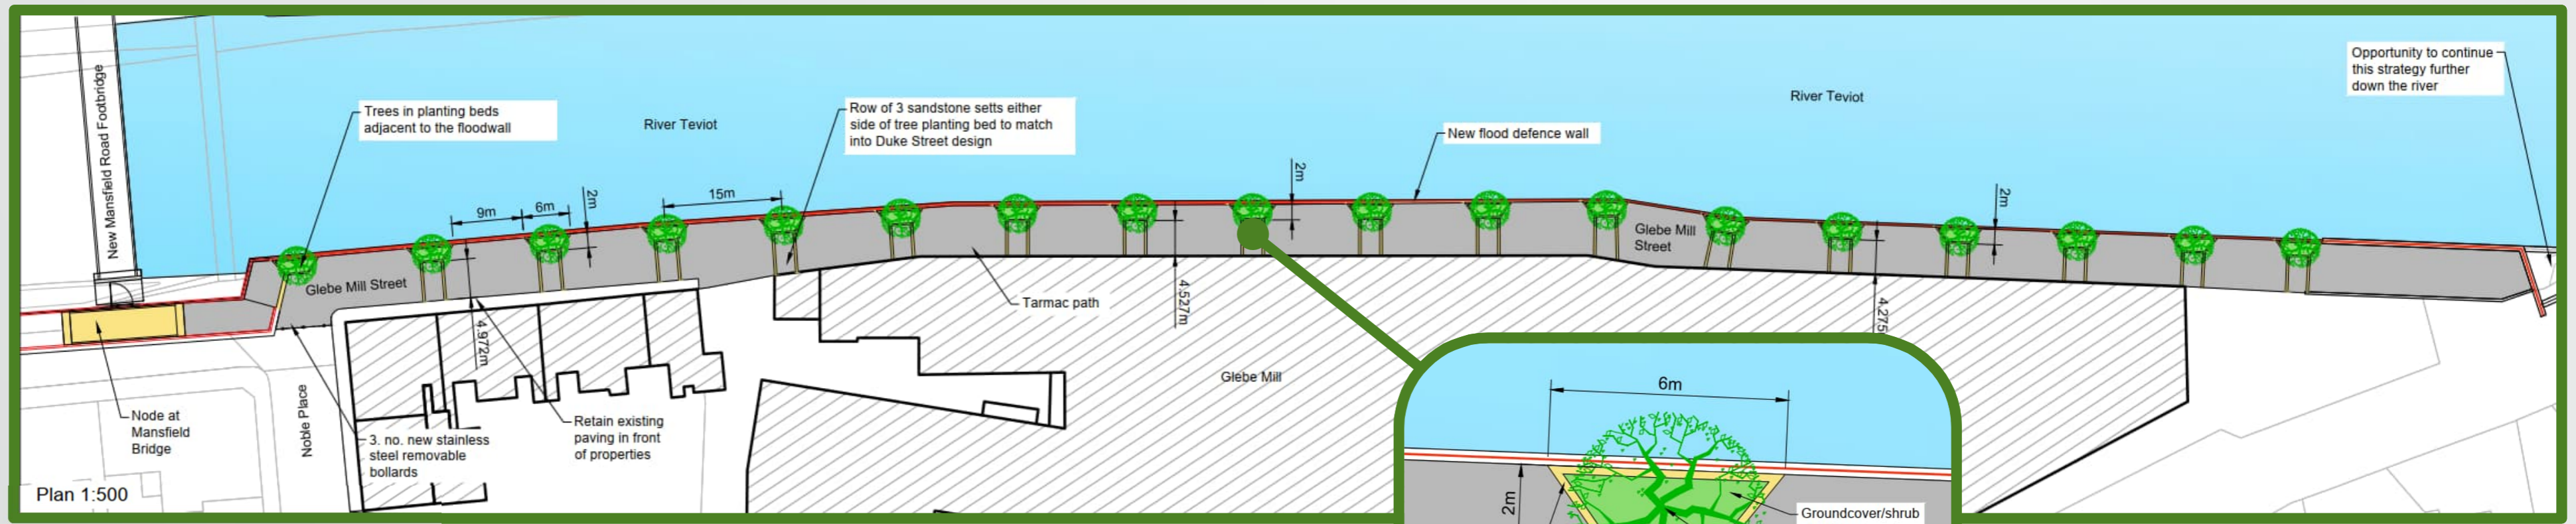 New Mansfield Road Footbridge
Trees in planting beds
adjacent to the floodwall
River Teviot
Row of 3 sandstone setts either
side of tree planting bed to match
into Duke Street design
New flood defence wall
River Teviot
Opportunity to continue
this strategy further
down the river
9m
6m
2m
15m
2m
2m
Glebe Mill Street
Glebe Mill
Street
Tarmac path
4.972m
4.527m
4.275
Glebe Mill
Node at
Mansfield
Bridge
Noble Place
3. no. new stainless
steel removable
bollards
Retain existing
paving in front
of properties
Plan 1:500
6m
2m
Groundcover/shrub